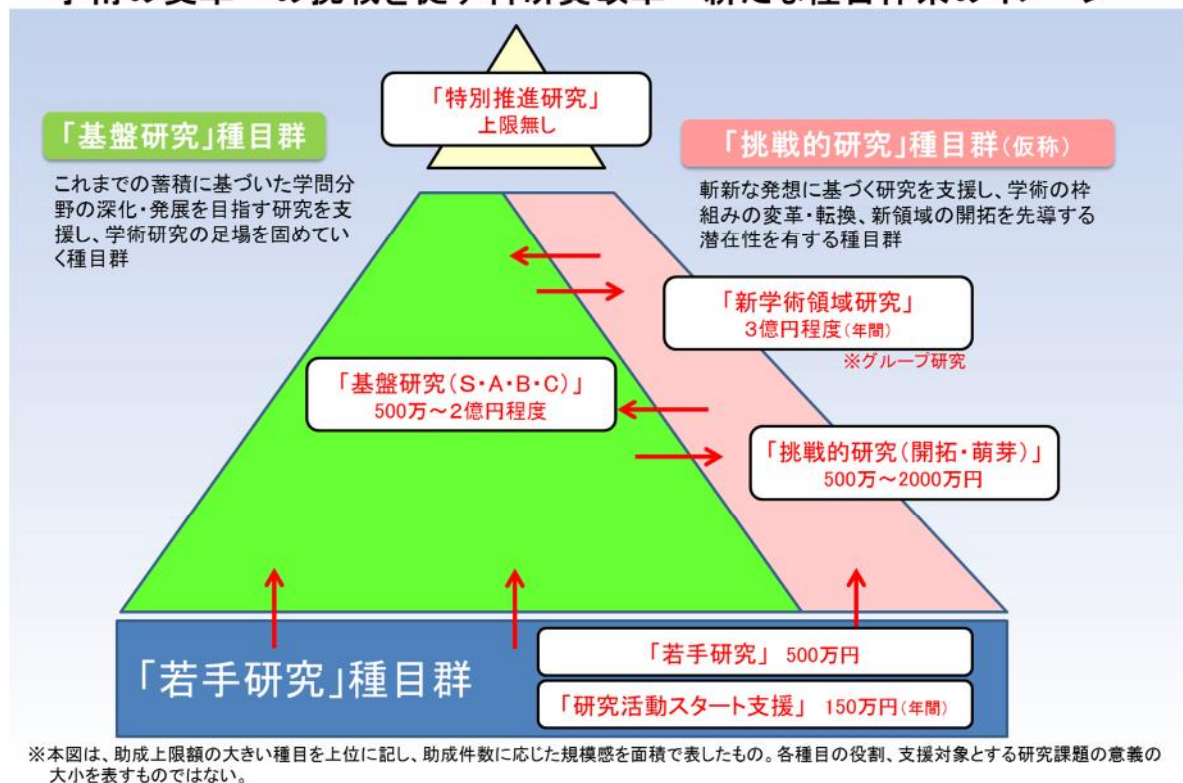 「特別推進研究」
上限無し
「基盤研究」種目群
これまでの蓄積に基づいた学問分
野の深化・発展を目指す研究を支
援し、学術研究の足場を固めてい
く種目群
「挑戦的研究」種目群(仮称)
斬新な発想に基づく研究を支援し、学術の枠
組みの変革・転換、新領域の開拓を先導する
潜在性を有する種目群
「新学術領域研究」
3億円程度(年間)
※グループ研究
「基盤研究(S・A・B・C)」
500万~2億円程度
「挑戦的研究(開拓・萌芽)」
500万~2000万円
「若手研究」種目群
「若手研究」 500万円
「研究活動スタート支援」 150万円(年間)
※本図は、助成上限額の大きい種目を上位に記し、助成件数に応じた規模感を面積で表したもの。各種目の役割、支援対象とする研究課題の意義の
大小を表すものではない。